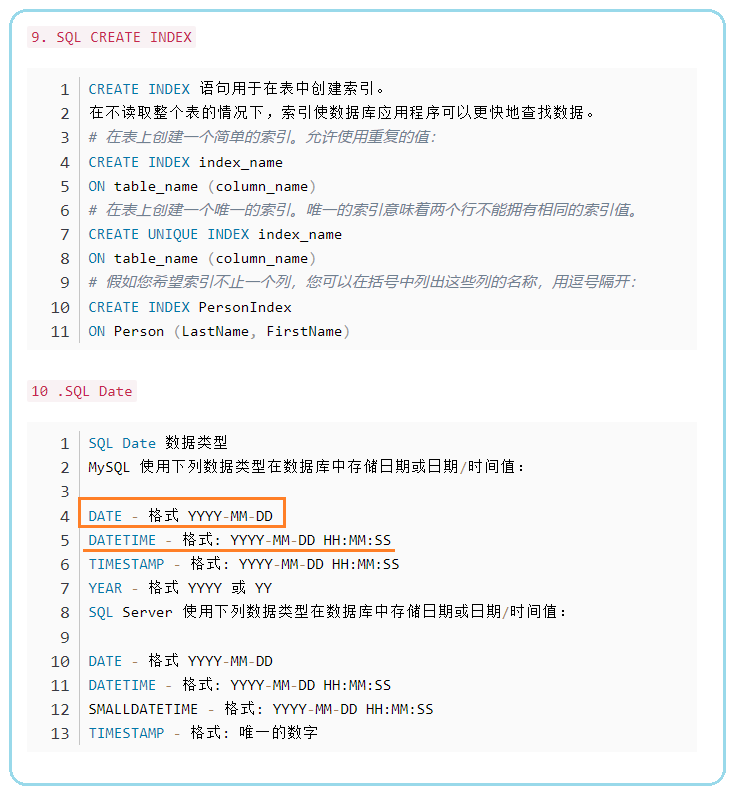 9. SQL CREATE INDEX
1 CREATE INDEX 语句用于在表中创建索引。
2 在不读取整个表的情况下，索引使数据库应用程序可以更快地查找数据。
3 # 在表上创建一个简单的索引。允许使用重复的值：
4 CREATE INDEX index_name
5 ON table_name (column_name)
6 # 在表上创建一个唯一的索引。唯一的索引意味着两个行不能拥有相同的索引值。
7 CREATE UNIQUE INDEX index_name
8 ON table_name (column_name)
9 # 假如您希望索引不止一个列，您可以在括号中列出这些列的名称，用逗号隔开：
10 CREATE INDEX PersonIndex
11 ON Person (LastName, FirstName)
10 .SQL Date
1 SQL Date 数据类型
2 MySQL 使用下列数据类型在数据库中存储日期或日期/时间值：
3
4 DATE - 格式 YYYY-MM-DD
5 DATETIME - 格式: YYYY-MM-DD HH:MM:SS
6 TIMESTAMP - 格式: YYYY-MM-DD HH:MM:SS
7 YEAR - 格式 YYYY 或 YY
8 SQL Server 使用下列数据类型在数据库中存储日期或日期/时间值：
9
10 DATE - 格式 YYYY-MM-DD
11 DATETIME - 格式: YYYY-MM-DD HH:MM:SS
12 SMALLDATETIME - 格式: YYYY-MM-DD HH:MM:SS
13 TIMESTAMP - 格式: 唯一的数字